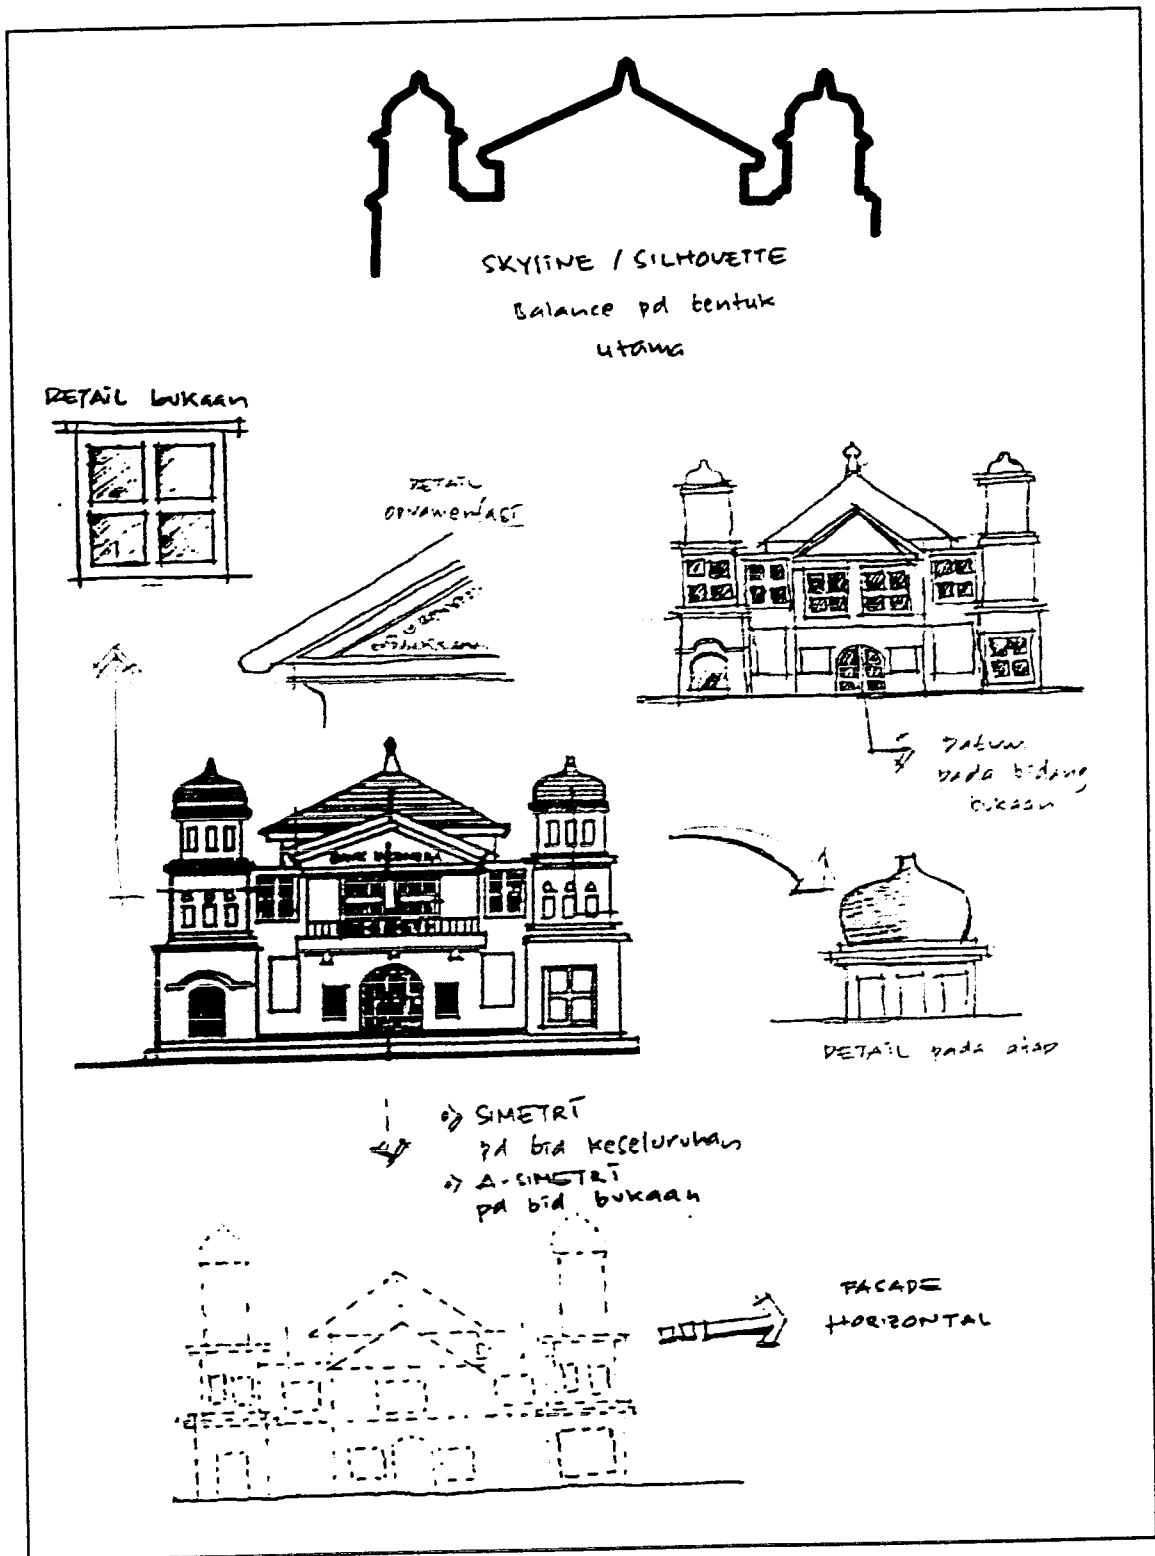 SKYLINE / SILHOUETTE
Balance pd bentuk
utama
DETAIL bukaan
DETAIL
ornamentasi
Datum
pada bidang
bukaan
DETAIL pada atap
SIMETRI
pd bid keseluruhan
A-SIMETRI
pd bid bukaan
FASADE
HORIZONTAL